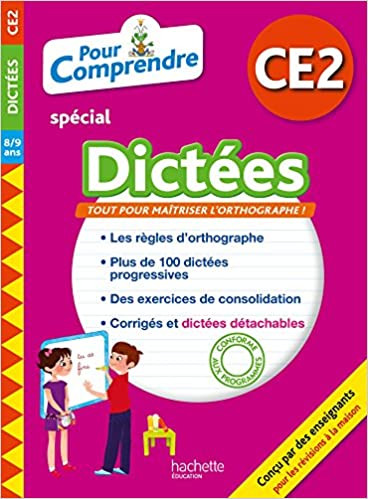 CE2
DICTÉES
8/9
ans
Pour
Comprendre
CE2
spécial
Dictées
TOUT POUR MAÎTRISER L'ORTHOGRAPHE !
• Les règles d'orthographe
• Plus de 100 dictées
progressives
• Des exercices de consolidation
• Corrigés et dictées détachables
CONFORME
AUX PROGRAMMES
Conçu par des enseignants
pour les révisions à la maison
hachette
ÉDUCATION